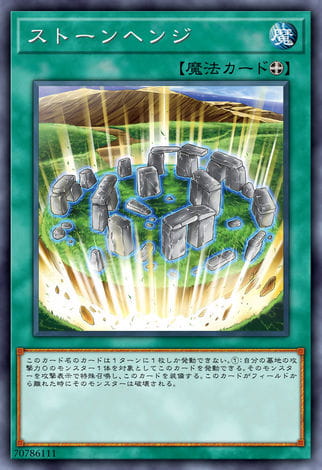 ストーンヘンジ
魔
【魔法カード】
このカード名のカードは１ターンに１枚しか発動できない。①：自分の墓地の攻
撃力０のモンスター１体を対象としてこのカードを発動できる。そのモンスタ
ーを攻撃表示で特殊召喚し、このカードを装備する。このカードがフィールドか
ら離れた時にそのモンスターは破壊される。
70786111